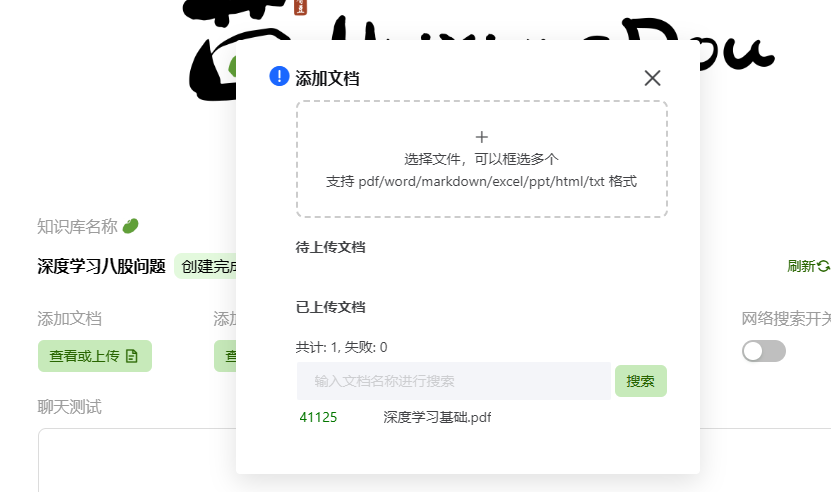 添加文档
选择文件，可以框选多个
支持 pdf/word/markdown/excel/ppt/html/txt 格式
知识库名称
待上传文档
深度学习八股问题
创建完成
刷新
已上传文档
添加文档
网络搜索开关
共计: 1, 失败: 0
查看或上传
输入文档名称进行搜索
搜索
聊天测试
41125 深度学习基础.pdf